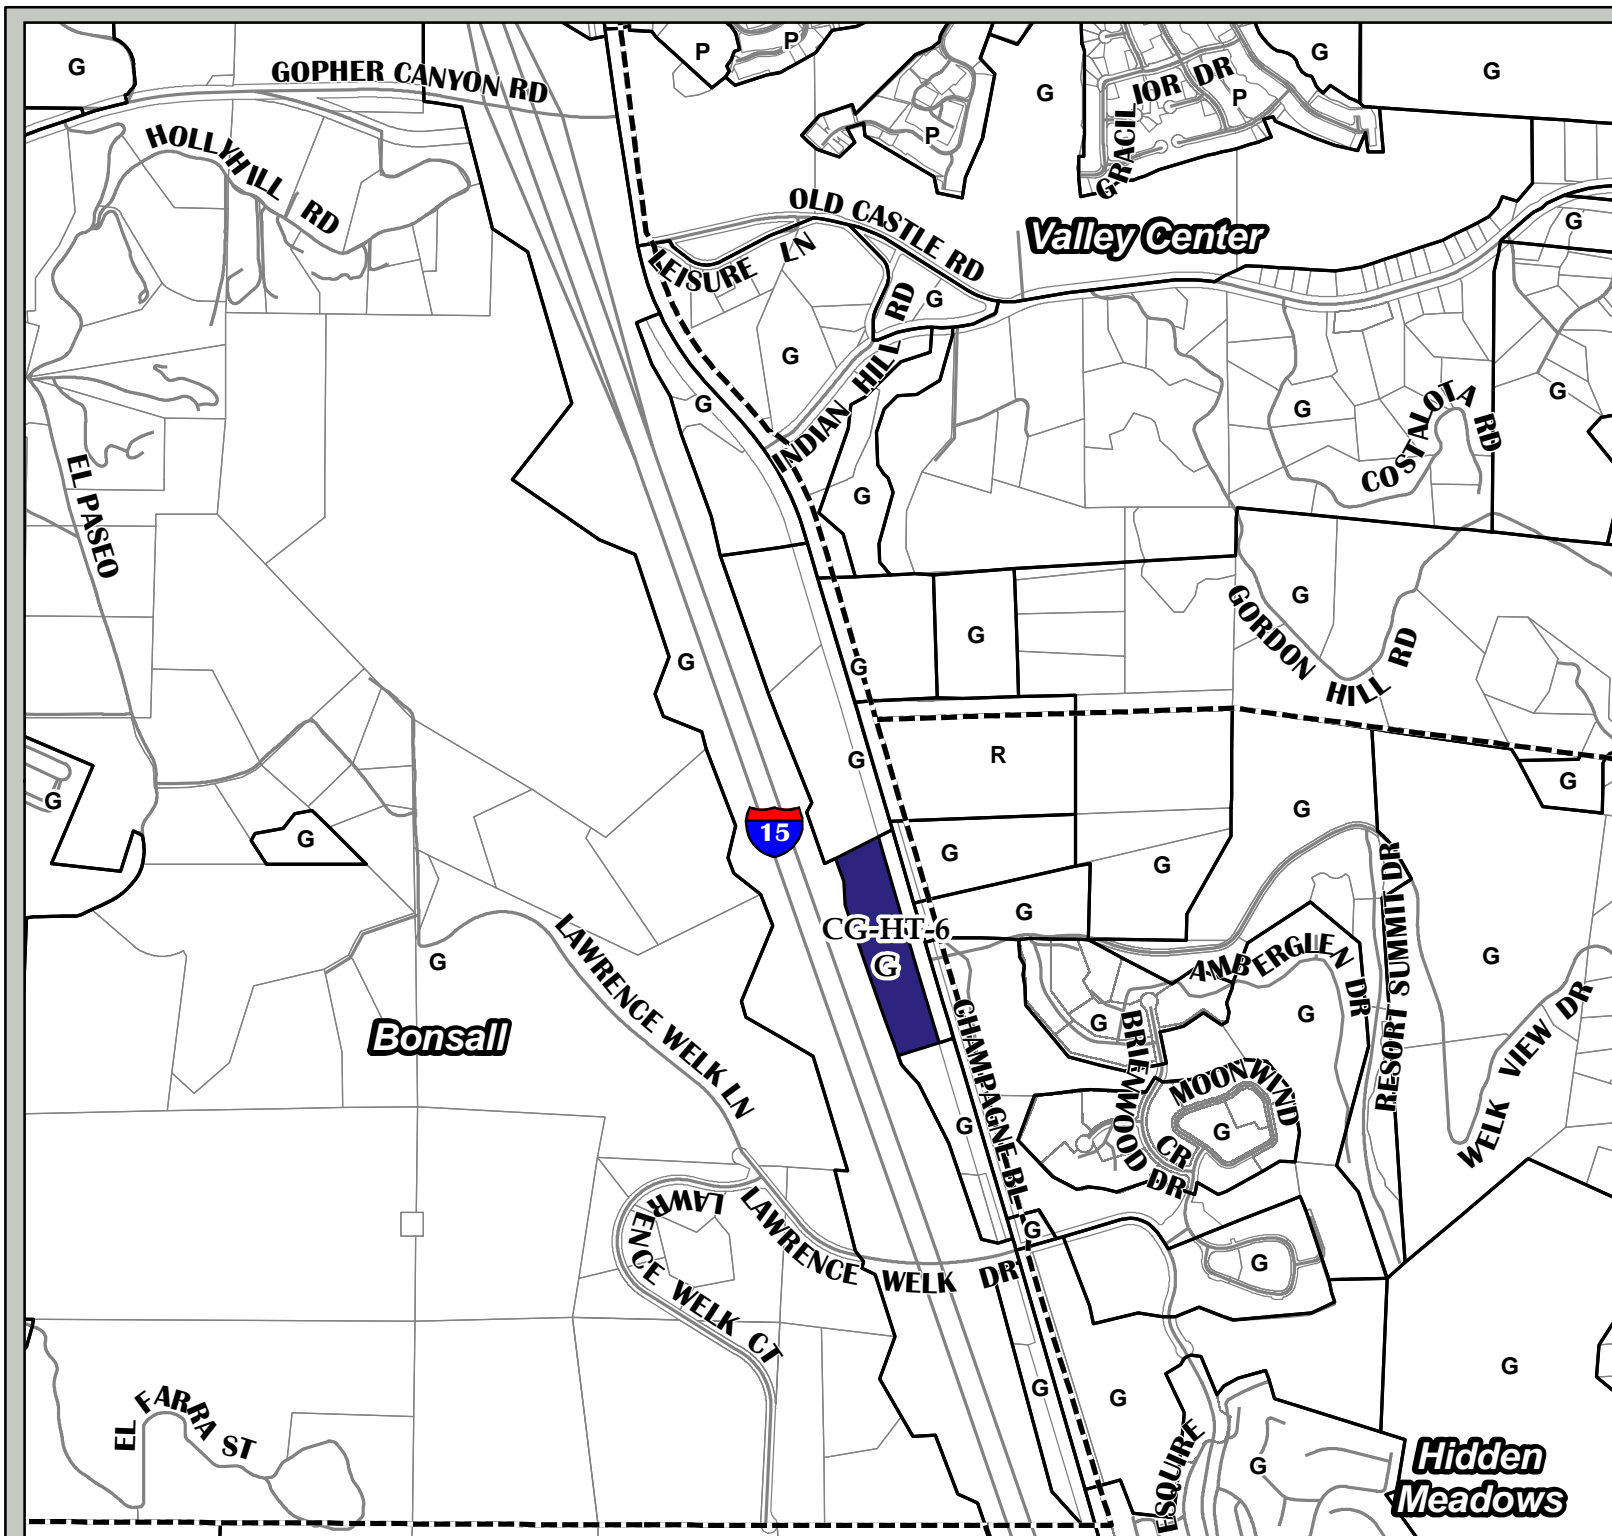 G
GOPHER CANYON RD
P
P
G
G
G
GRACIL IOR DR
P
P
HOLLYHILL RD
OLD CASTLE RD
Valley Center
G
LEISURE LN
G
G
G
INDIAN HILL RD
G
G
COSTALOTA RD
EL PASEO
G
G
G
GORDON HILL RD
G
G
G
R
G
G
G
15
G
G
G
G
G
RESORT SUMMIT DR
CG-HT-6
G
LAWRENCE WELK LN
G
AMBERGLEN DR
G
WELK VIEW DR
Bonsall
CHAMPAGNE BL
G
BRIENWOOD DR
G
MOONWIND CR
G
LAWRENCE WELK CT
LAWRENCE WELK DR
G
G
G
G
G
EL FARRA ST
ESQUIRE
G
Hidden
Meadows